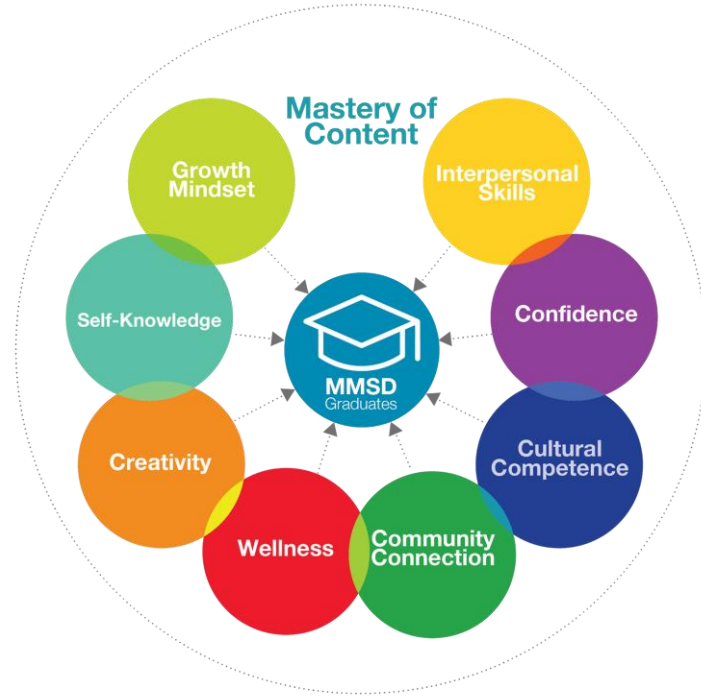 Mastery of
Content
Growth
Mindset
Interpersonal
Skills
Self-Knowledge
Confidence
MMSD
Graduates
Creativity
Cultural
Competence
Wellness
Community
Connection